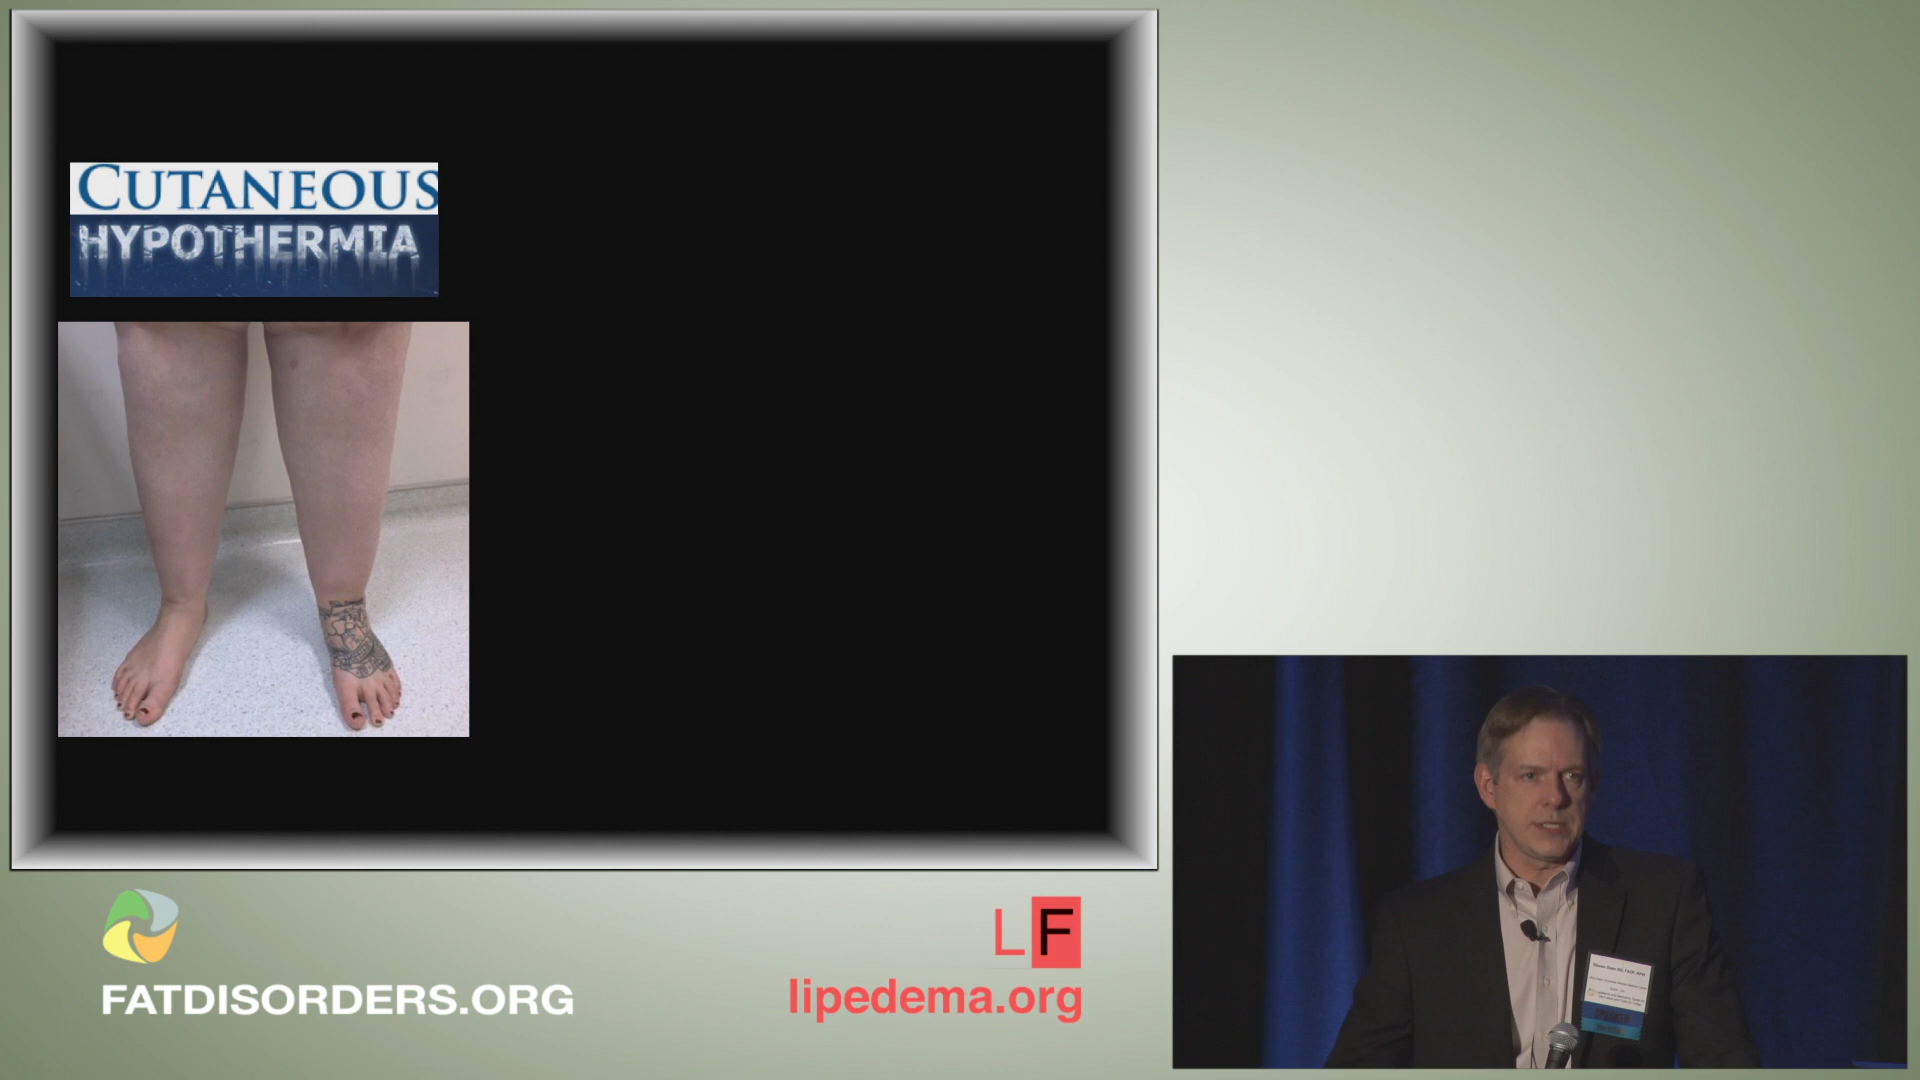 CUTANEOUS
HYPOTHERMIA
FATDISORDERS.ORG
LF
lipedema.org